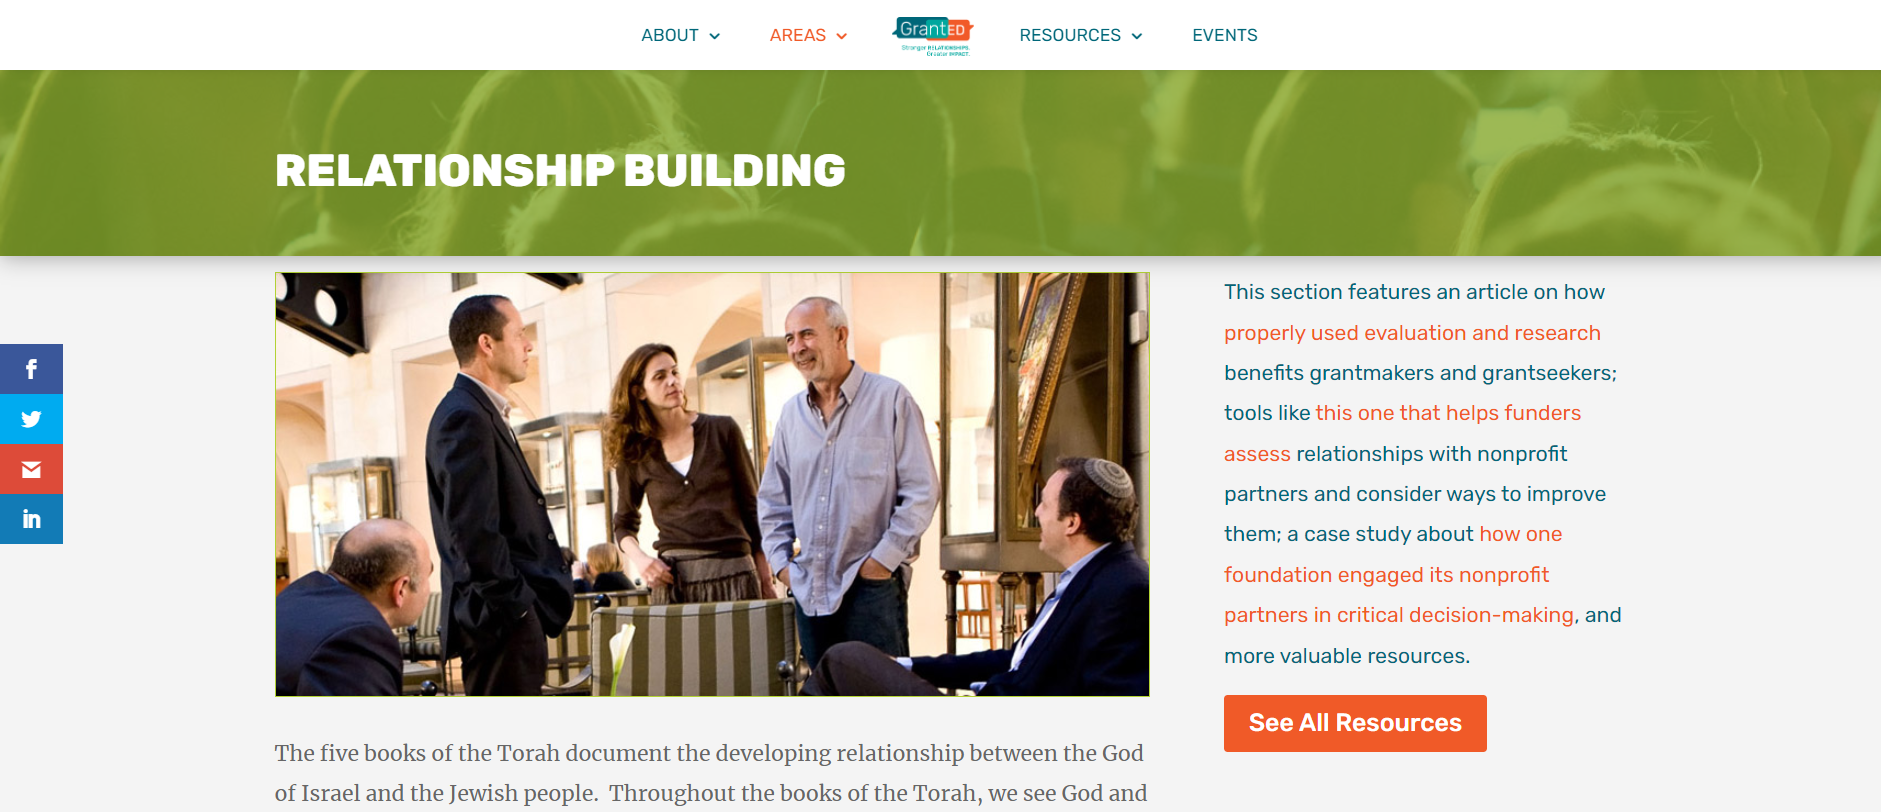 ABOUT
AREAS
GrantED
Stronger RELATIONSHIPS.
Greater IMPACT.
RESOURCES
EVENTS
RELATIONSHIP BUILDING
This section features an article on how
properly used evaluation and research
benefits grantmakers and grantseekers;
tools like this one that helps funders
assess relationships with nonprofit
partners and consider ways to improve
them; a case study about how one
foundation engaged its nonprofit
partners in critical decision-making, and
more valuable resources.
See All Resources
The five books of the Torah document the developing relationship between the God
of Israel and the Jewish people. Throughout the books of the Torah, we see God and